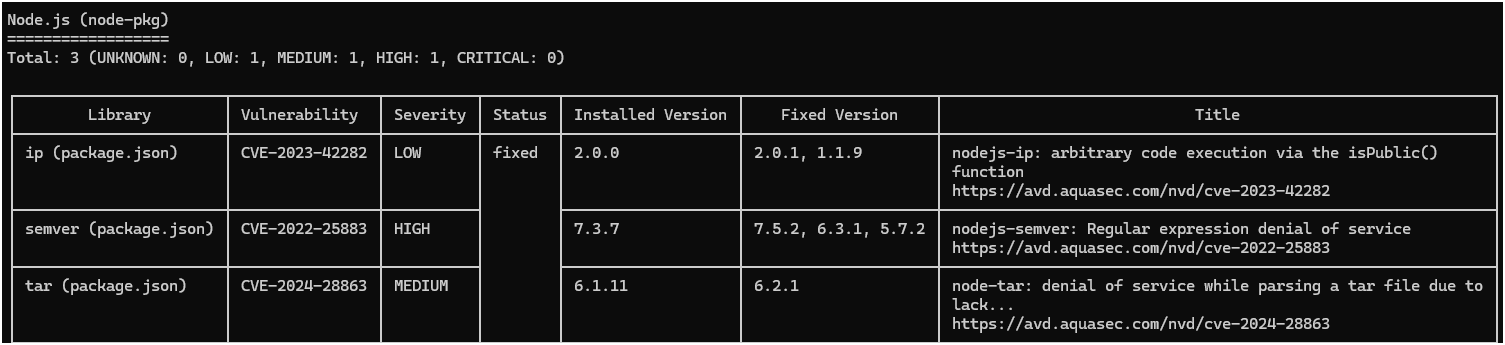 Node.js (node-pkg)
==================
Total: 3 (UNKNOWN: 0, LOW: 1, MEDIUM: 1, HIGH: 1, CRITICAL: 0)
Library Vulnerability Severity Status Installed Version Fixed Version Title
ip (package.json) CVE-2023-42282 LOW fixed 2.0.0 2.0.1, 1.1.9 nodejs-ip: arbitrary code execution via the isPublic()
function
https://avd.aquasec.com/nvd/cve-2023-42282
semver (package.json) CVE-2022-25883 HIGH 7.3.7 7.5.2, 6.3.1, 5.7.2 nodejs-semver: Regular expression denial of service
https://avd.aquasec.com/nvd/cve-2022-25883
tar (package.json) CVE-2024-28863 MEDIUM 6.1.11 6.2.1 node-tar: denial of service while parsing a tar file due to
lack...
https://avd.aquasec.com/nvd/cve-2024-28863